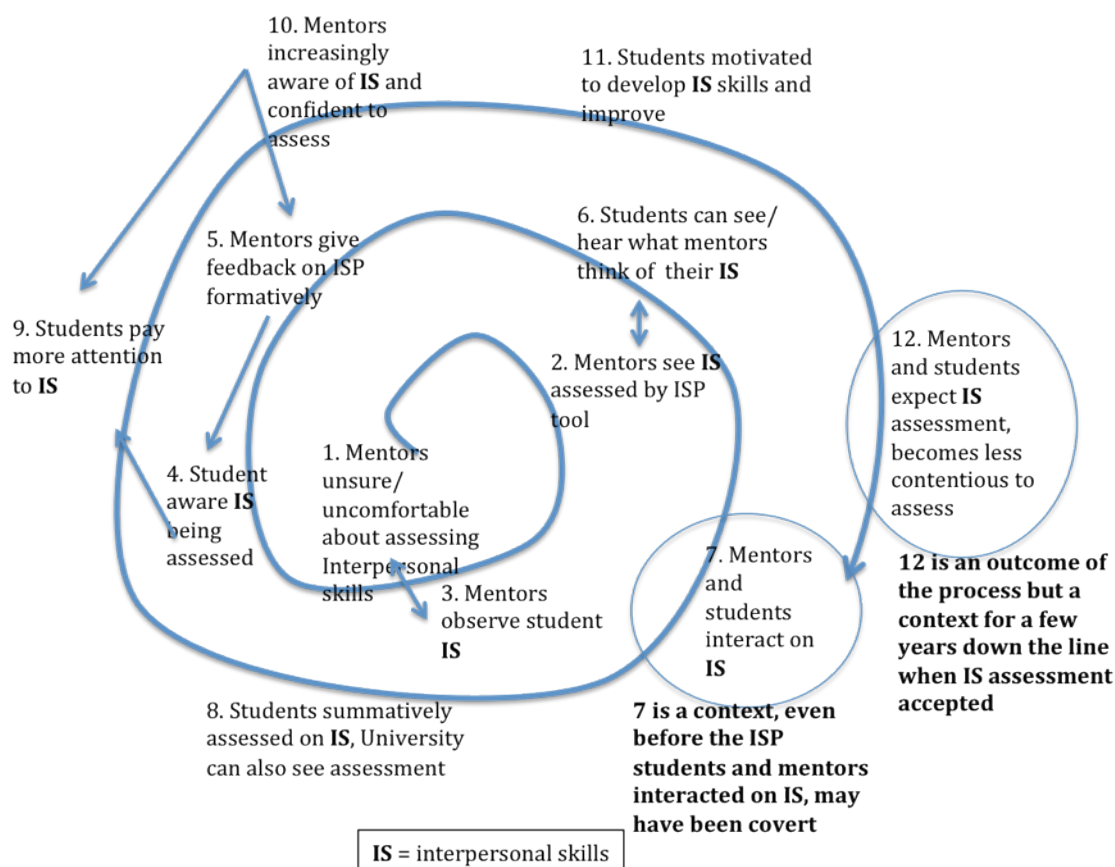 10. Mentors
increasingly
aware of IS and
confident to
assess
11. Students motivated
to develop IS skills and
improve
5. Mentors give
feedback on ISP
formatively
6. Students can see/
hear what mentors
think of their IS
9. Students pay
more attention
to IS
2. Mentors see IS
assessed by ISP
tool
12. Mentors
and students
expect IS
assessment,
becomes less
contentious to
assess
4. Student
aware IS
being
assessed
1. Mentors
unsure/
uncomfortable
about assessing
Interpersonal
skills
3. Mentors
observe student
IS
7. Mentors
and
students
interact on
IS
12 is an outcome of
the process but a
context for a few
years down the line
when IS assessment
accepted
8. Students summatively
assessed on IS, University
can also see assessment
7 is a context, even
before the ISP
students and mentors
interacted on IS, may
have been covert
IS = interpersonal skills